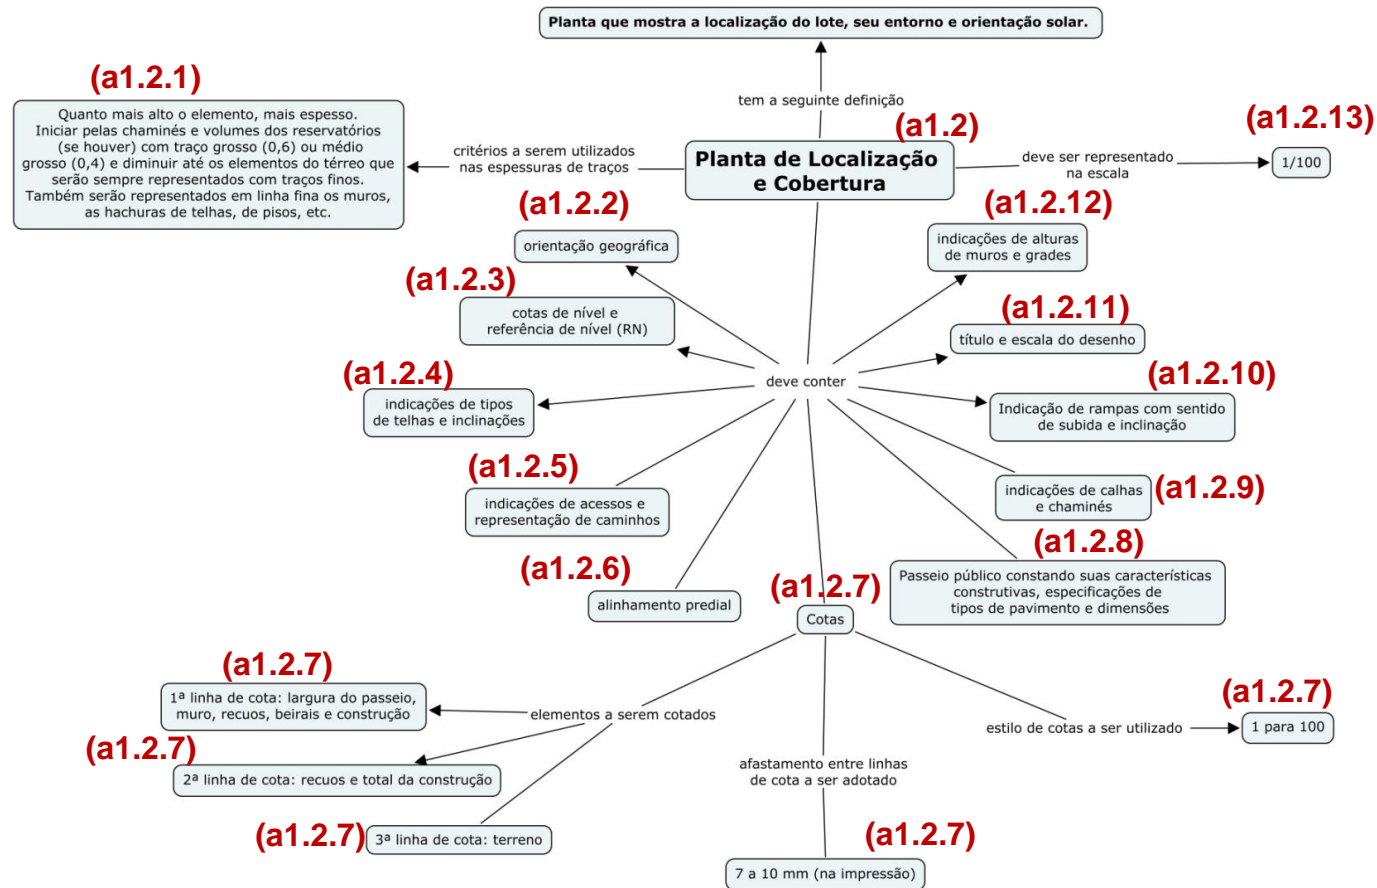 Planta que mostra a localização do lote, seu entorno e orientação solar.
(a1.2.1)
Quanto mais alto o elemento, mais espesso.
Iniciar pelas chaminés e volumes dos reservatórios
(se houver) com traço grosso (0,6) ou médio
grosso (0,4) e diminuir até os elementos do térreo que
serão sempre representados com traços finos.
Também serão representados em linha fina os muros,
as hachuras de telhas, de pisos, etc.
critérios a serem utilizados
nas espessuras de traços
tem a seguinte definição
(a1.2)
Planta de Localização
e Cobertura
deve ser representado
na escala
(a1.2.13)
1/100
(a1.2.2)
orientação geográfica
(a1.2.12)
indicações de alturas
de muros e grades
(a1.2.3)
cotas de nível e
referência de nível (RN)
(a1.2.11)
título e escala do desenho
deve conter
(a1.2.4)
indicações de tipos
de telhas e inclinações
(a1.2.10)
Indicação de rampas com sentido
de subida e inclinação
(a1.2.5)
indicações de acessos e
representação de caminhos
indicações de calhas
e chaminés
(a1.2.9)
(a1.2.6)
alinhamento predial
(a1.2.8)
Passeio público constando suas características
construtivas, especificações de
tipos de pavimento e dimensões
(a1.2.7)
Cotas
(a1.2.7)
1ª linha de cota: largura do passeio,
muro, recuos, beirais e construção
elementos a serem cotados
(a1.2.7)
2ª linha de cota: recuos e total da construção
(a1.2.7)
3ª linha de cota: terreno
afastamento entre linhas
de cota a ser adotado
(a1.2.7)
7 a 10 mm (na impressão)
estilo de cotas a ser utilizado
(a1.2.7)
1 para 100